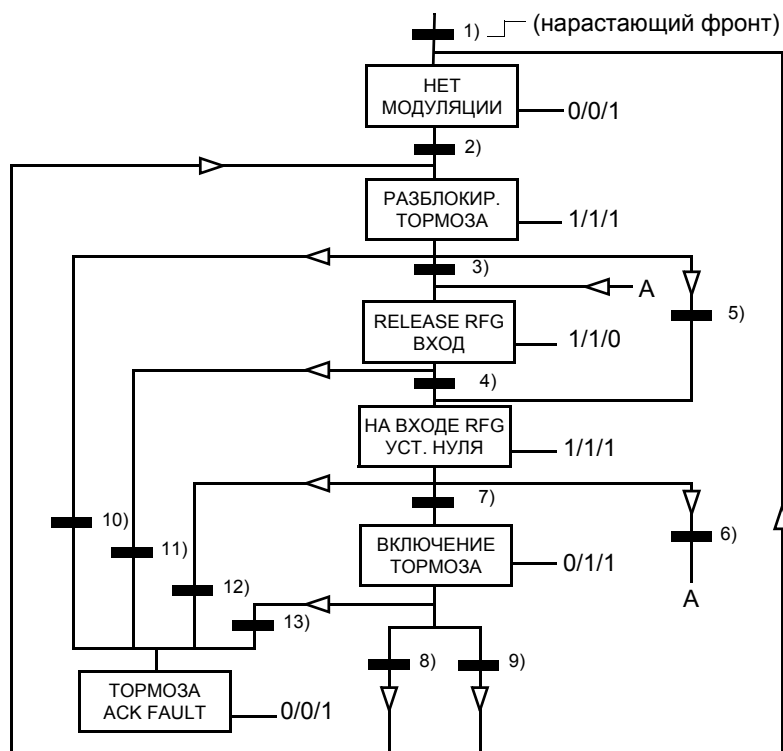 1) (нарастающий фронт)
НЕТ
МОДУЛЯЦИИ
0/0/1
2)
РАЗБЛОКИР.
ТОРМОЗА
1/1/1
3)
A
5)
RELEASE RFG
ВХОД
1/1/0
4)
НА ВХОДЕ RFG
УСТ. НУЛЯ
1/1/1
7)
10)
6)
11)
ВКЛЮЧЕНИЕ
ТОРМОЗА
0/1/1
12)
A
13)
8)
9)
ТОРМОЗА
ACK FAULT
0/0/1